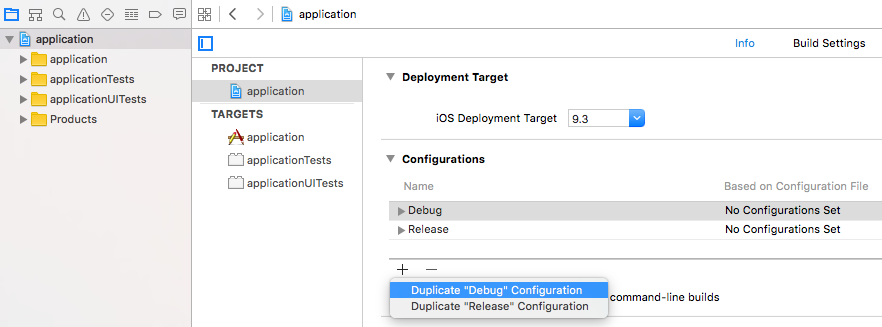 application
application
Info
Build Settings
application
applicationTests
applicationUITests
Products
PROJECT
application
TARGETS
application
applicationTests
applicationUITests
Deployment Target
iOS Deployment Target
9.3
Configurations
Name
Based on Configuration File
Debug
No Configurations Set
Release
No Configurations Set
Duplicate "Debug" Configuration
Duplicate "Release" Configuration
command-line builds